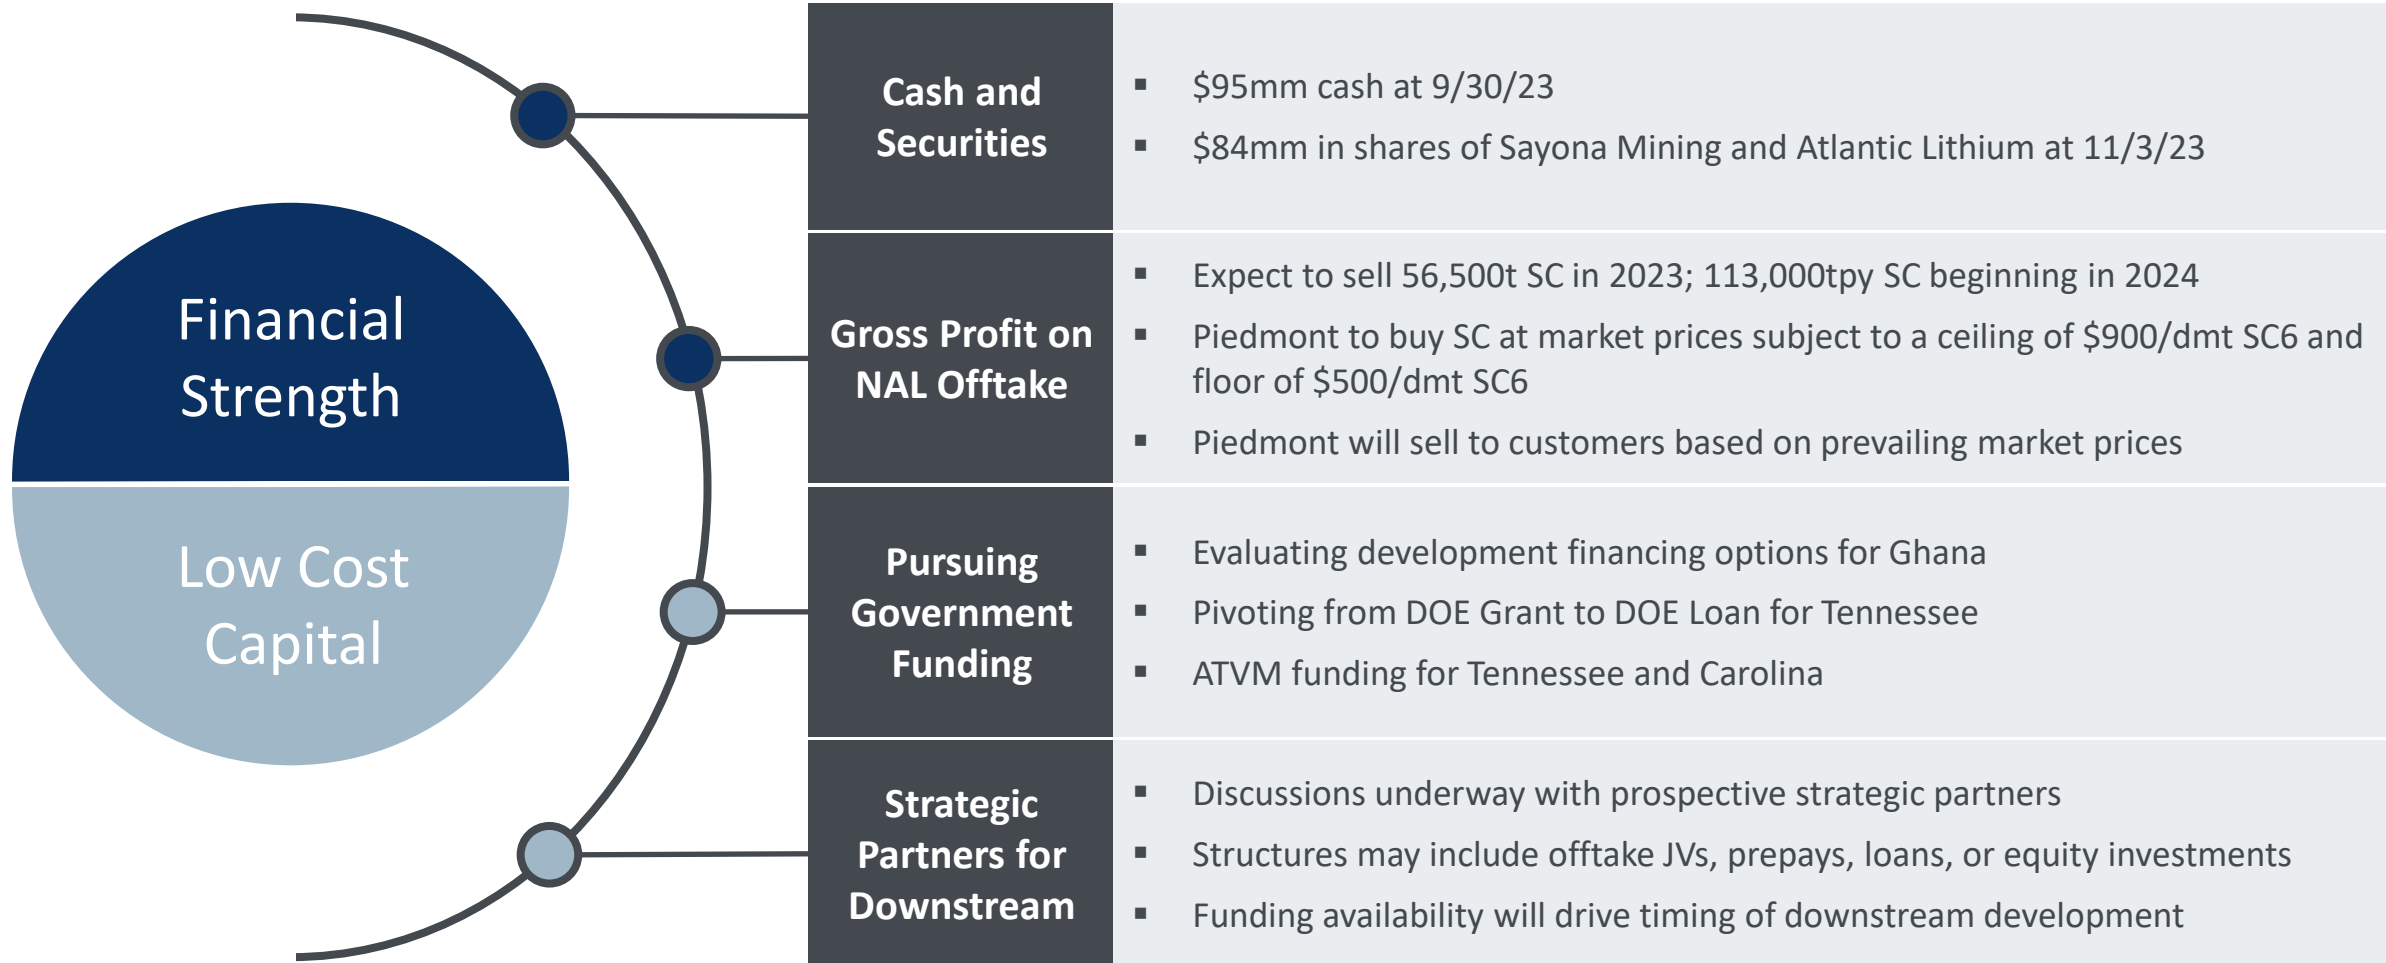 Financial
Strength
Low Cost
Capital
Cash and
Securities
▪ $95mm cash at 9/30/23
▪ $84mm in shares of Sayona Mining and Atlantic Lithium at 11/3/23
Gross Profit on
NAL Offtake
▪ Expect to sell 56,500t SC in 2023; 113,000tpy SC beginning in 2024
▪ Piedmont to buy SC at market prices subject to a ceiling of $900/dmt SC6 and
floor of $500/dmt SC6
▪ Piedmont will sell to customers based on prevailing market prices
Pursuing
Government
Funding
▪ Evaluating development financing options for Ghana
▪ Pivoting from DOE Grant to DOE Loan for Tennessee
▪ ATVM funding for Tennessee and Carolina
Strategic
Partners for
Downstream
▪ Discussions underway with prospective strategic partners
▪ Structures may include offtake JVs, prepays, loans, or equity investments
▪ Funding availability will drive timing of downstream development